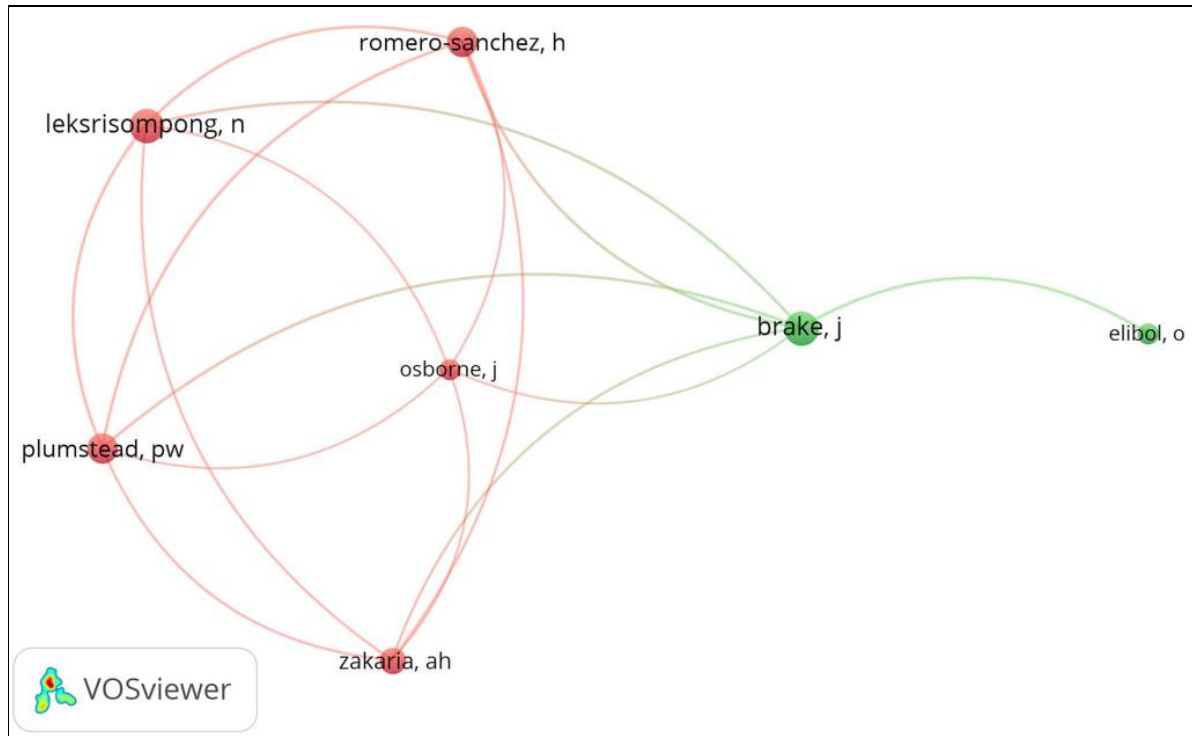 romero-sanchez, h
leksrisompong, n
brake, j
elibol, o
osborne, j
plumstead, pw
zakaria, ah
VOSviewer